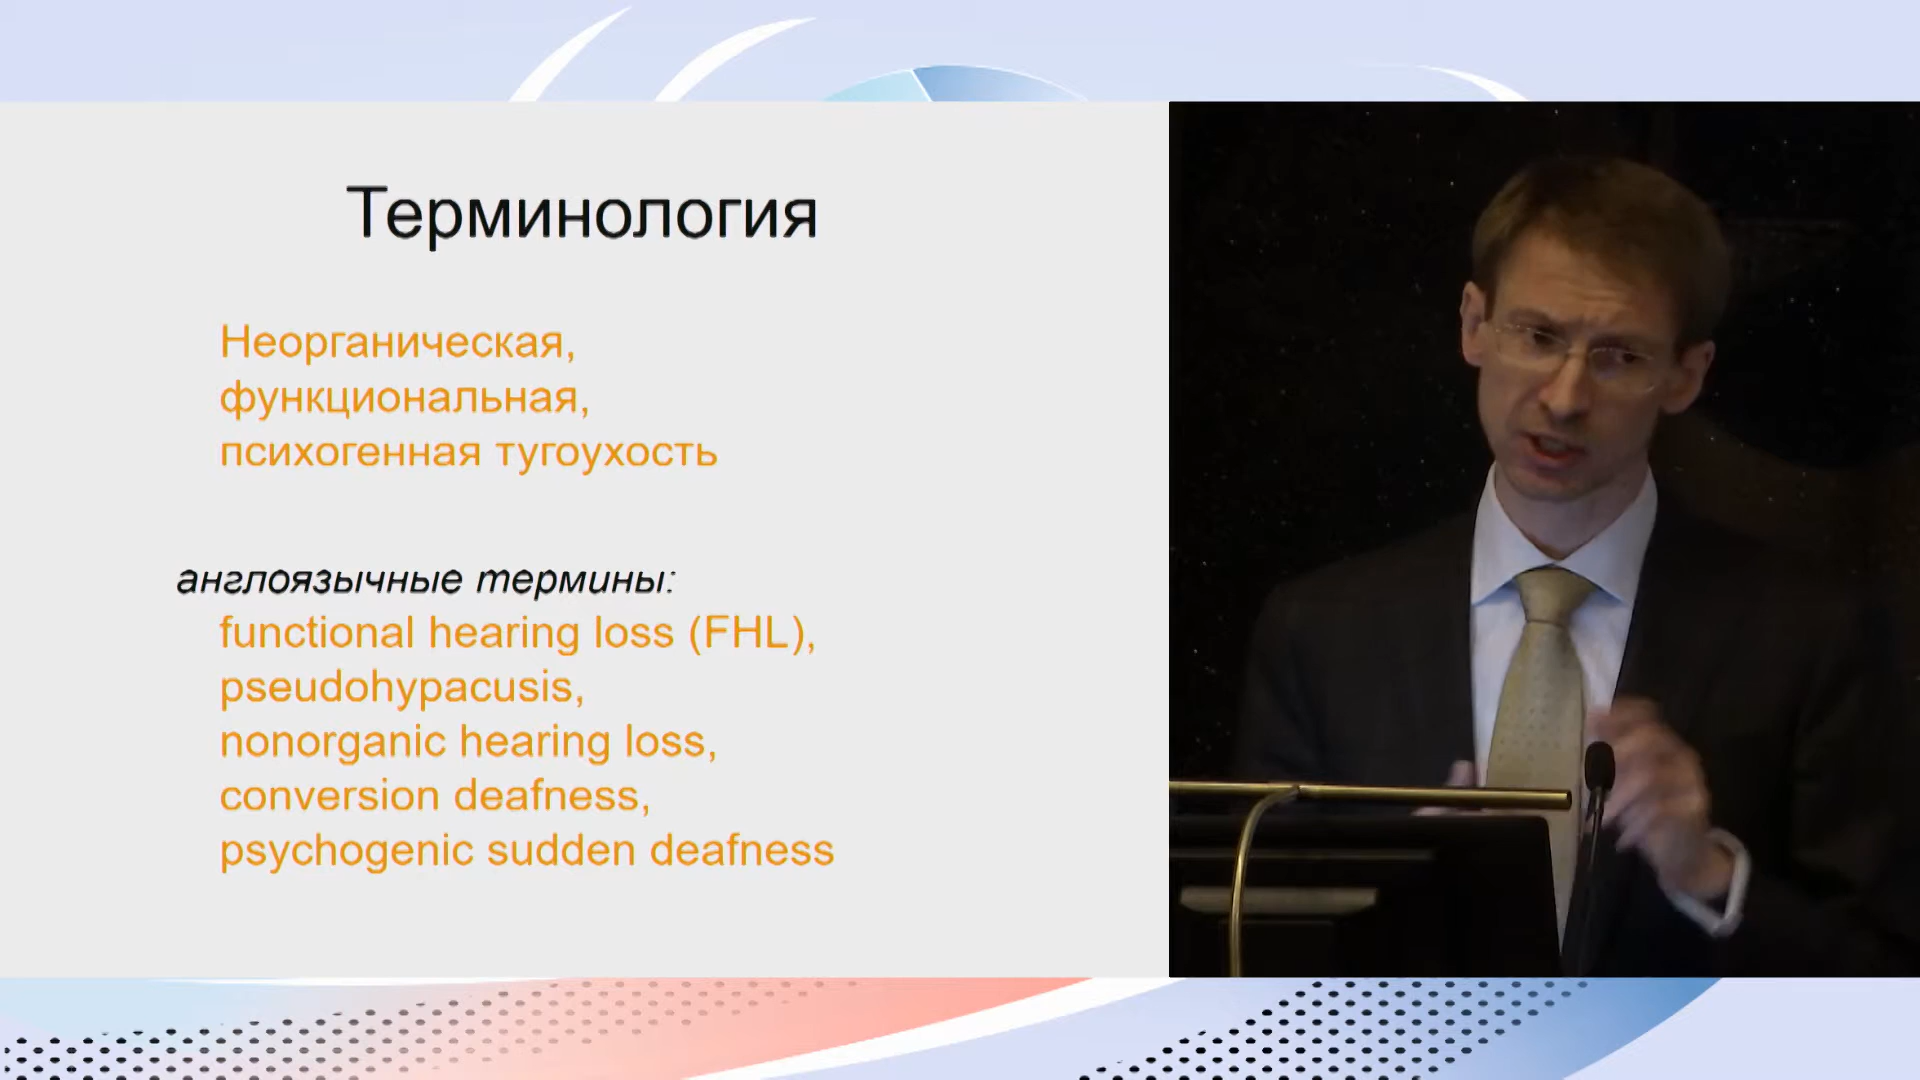 Терминология
Неорганическая,
функциональная,
психогенная тугоухость
англоязычные термины:
functional hearing loss (FHL),
pseudohypacusis,
nonorganic hearing loss,
conversion deafness,
psychogenic sudden deafness